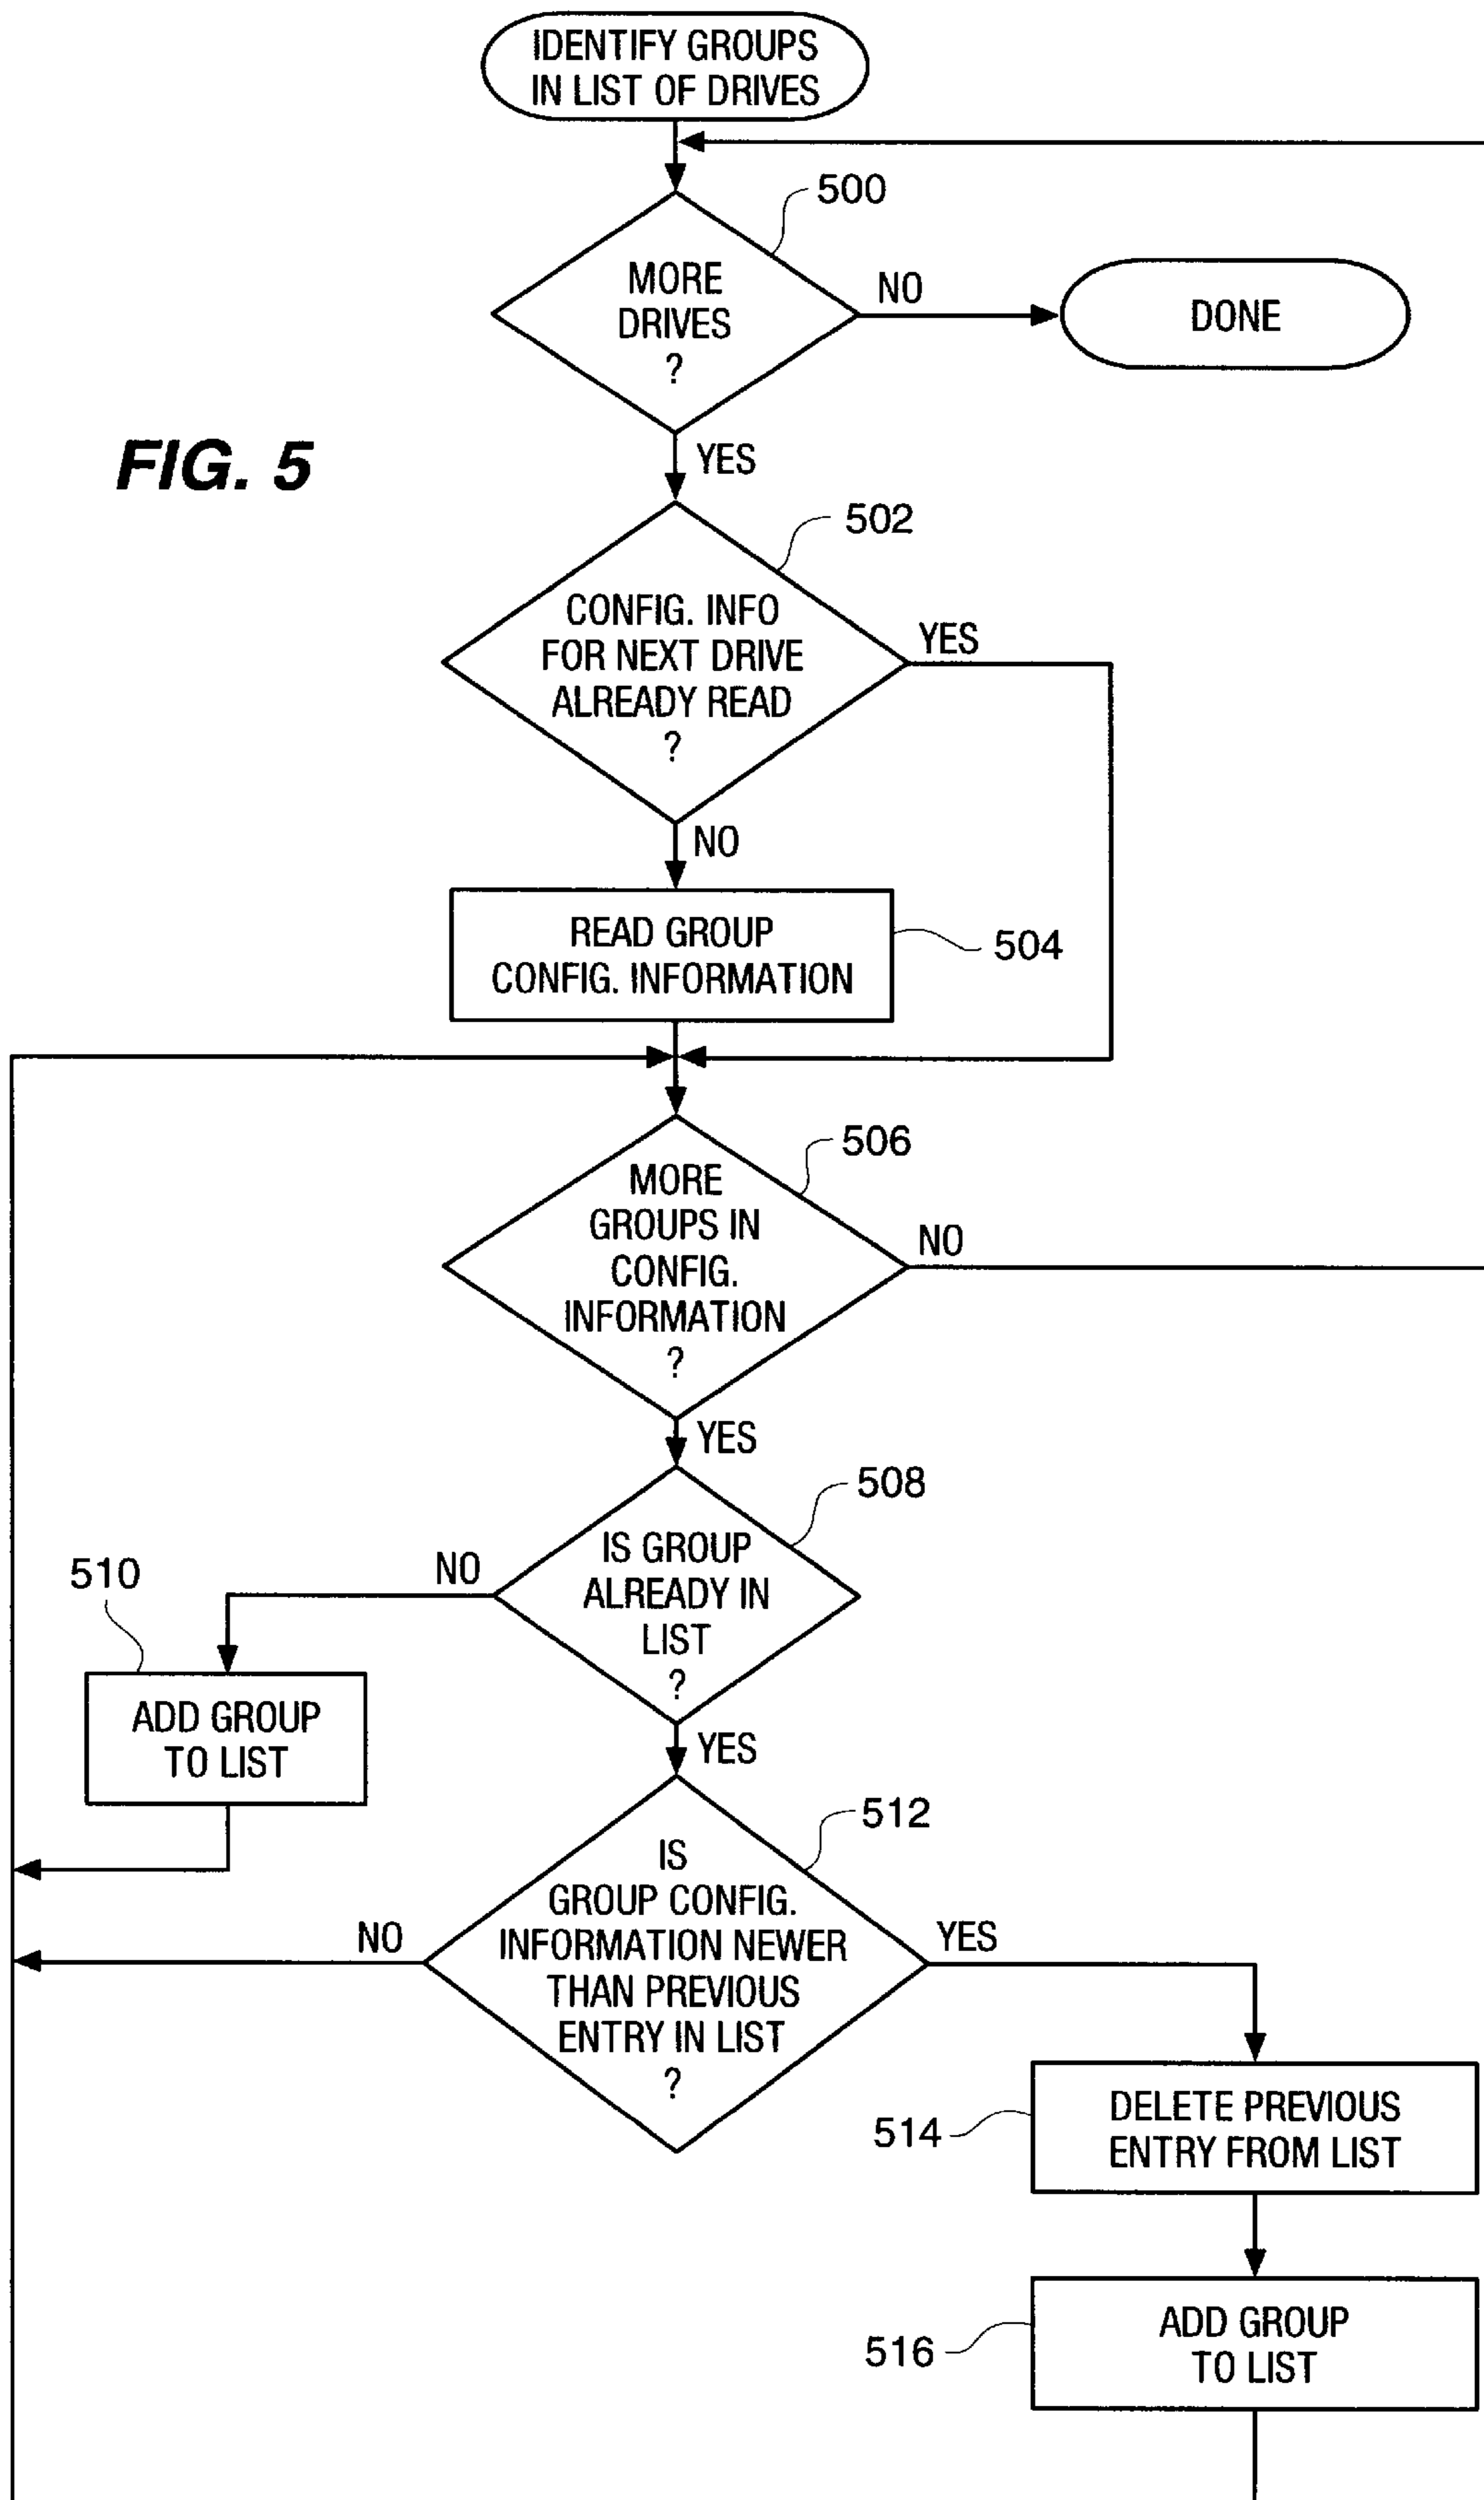 IDENTIFY GROUPS
IN LIST OF DRIVES
500
MORE
DRIVES
?
NO
DONE
YES
FIG. 5
502
CONFIG. INFO
FOR NEXT DRIVE
ALREADY READ
?
YES
NO
READ GROUP
CONFIG. INFORMATION
504
506
MORE
GROUPS IN
CONFIG.
INFORMATION
?
NO
YES
508
IS GROUP
ALREADY IN
LIST
?
NO
510
ADD GROUP
TO LIST
YES
512
IS
GROUP CONFIG.
INFORMATION NEWER
THAN PREVIOUS
ENTRY IN LIST
?
NO
YES
514
DELETE PREVIOUS
ENTRY FROM LIST
516
ADD GROUP
TO LIST